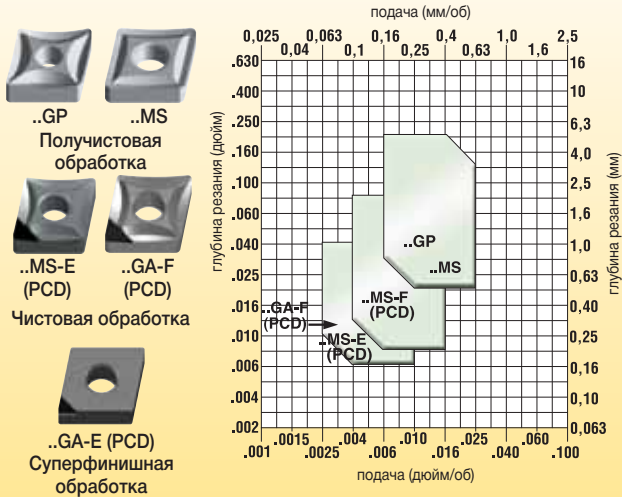 ..GP ..MS
Получистовая
обработка
..MS-E ..GA-F
(PCD) (PCD)
Чистовая обработка
..GA-E (PCD)
Суперфинишная
обработка
подача (мм/об)
0,025 0,063 0,16 0,4 1,0 2,5
0,04 0,1 0,25 0,63 1,6
глубина резания (дюйм)
.630
.400
.250
.160
.100
.060
.040
.025
.016
.010
.006
.004
.002
16
10
6,3
4,0
2,5
1,6
1,0
0,63
0,40
0,25
0,16
0,10
0,063
глубина резания (мм)
..GP
..MS
..MS-F
(PCD)
..GA-F
(PCD)
..MS-E
(PCD)
.0015 .004 .010 .025 .060
.001 .0025 .006 .016 .040 .100
подача (дюйм/об)